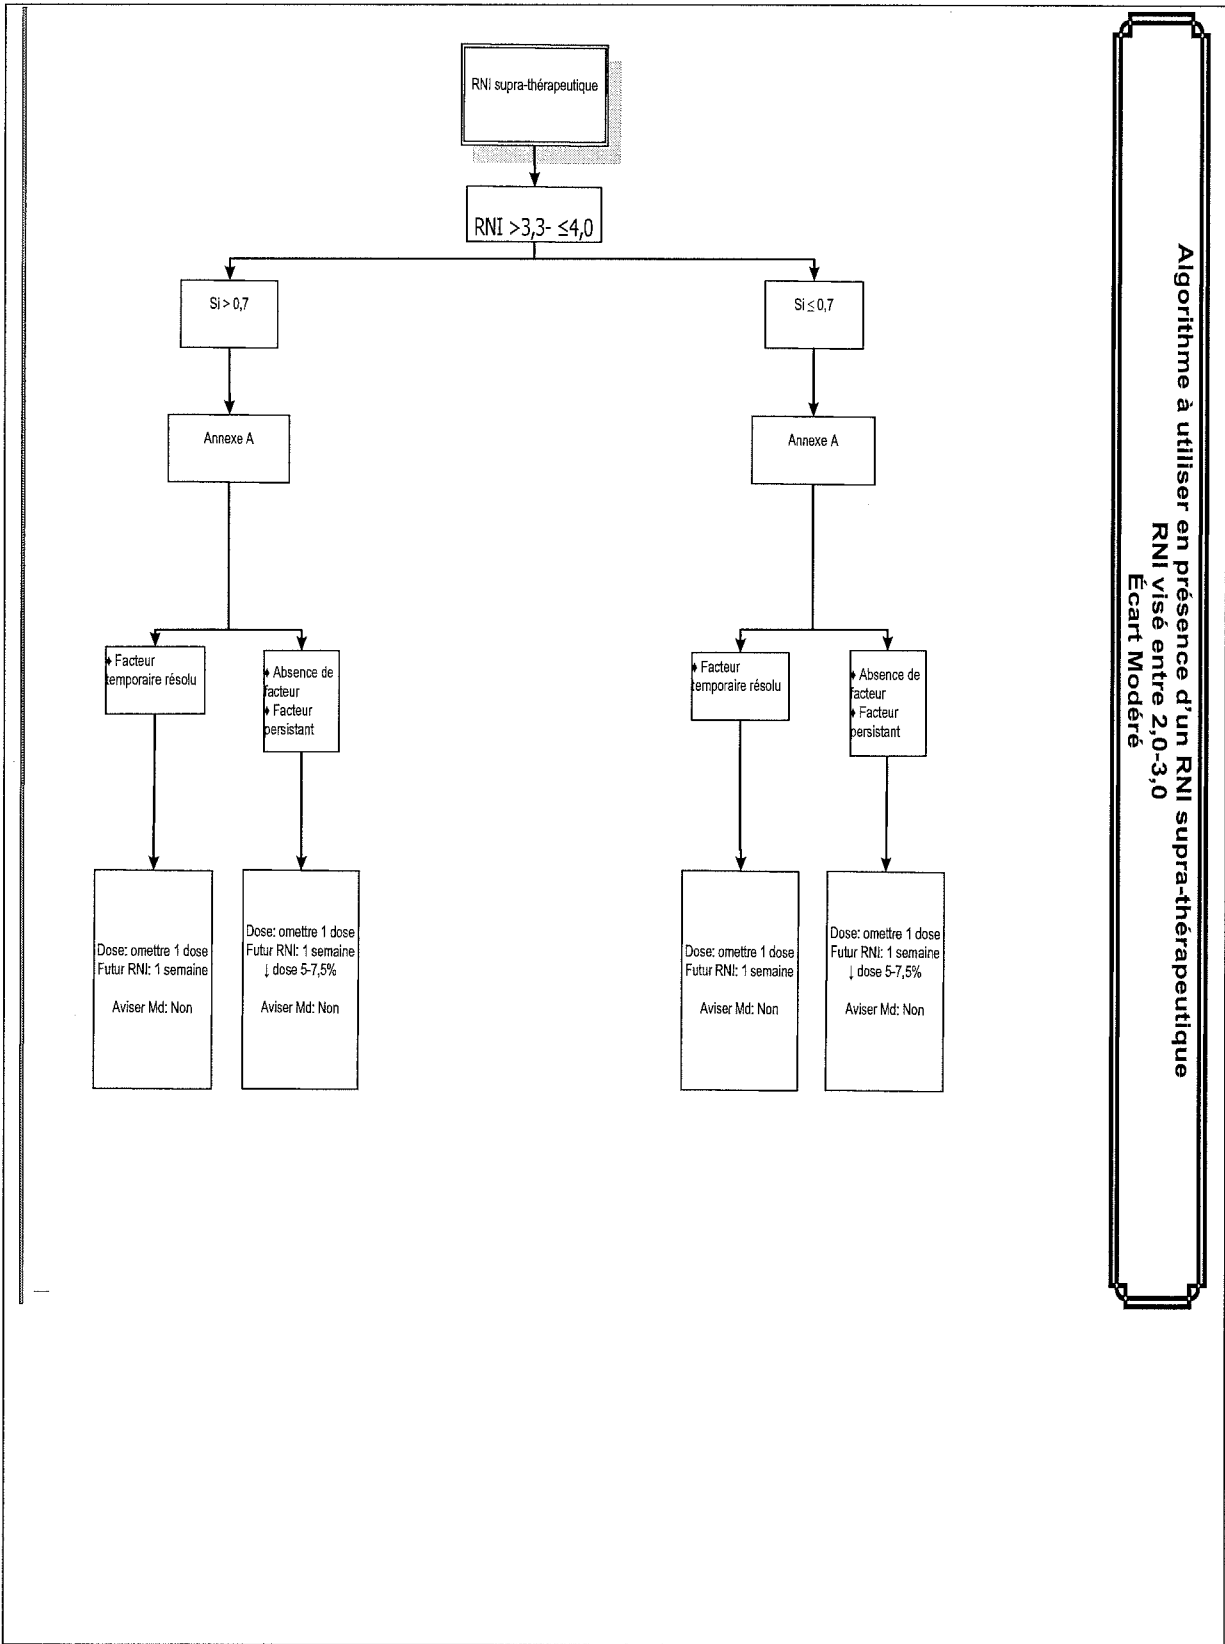 Algorithme à utiliser en présence d'un RNI supra-thérapeutique
RNI visé entre 2,0-3,0
Écart Modéré
RNI supra-thérapeutique
RNI >3,3- ≤4,0
Si > 0,7
Si ≤ 0,7
Annexe A
Annexe A
♦ Facteur
temporaire résolu
♦ Absence de
facteur
♦ Facteur
persistant
♦ Facteur
temporaire résolu
♦ Absence de
facteur
♦ Facteur
persistant
Dose: omettre 1 dose
Futur RNI: 1 semaine
Aviser Md: Non
Dose: omettre 1 dose
Futur RNI: 1 semaine
↓ dose 5-7,5%
Aviser Md: Non
Dose: omettre 1 dose
Futur RNI: 1 semaine
Aviser Md: Non
Dose: omettre 1 dose
Futur RNI: 1 semaine
↓ dose 5-7,5%
Aviser Md: Non